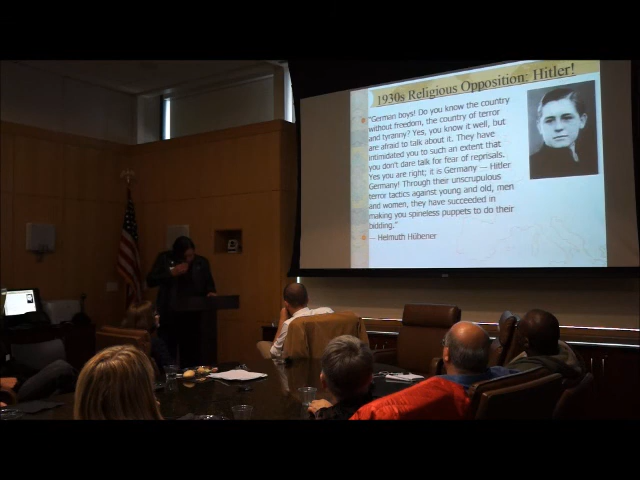 1930s Religious Opposition: Hitler!
"German boys! Do you know the country
without freedom, the country of terror
and tyranny? Yes, you know it well, but
are afraid to talk about it. They have
intimidated you to such an extent that
you don't dare talk for fear of reprisals.
Yes you are right; it is Germany — Hitler
Germany! Through their unscrupulous
terror tactics against young and old, men
and women, they have succeeded in
making you spineless puppets to do their
bidding."
— Helmuth Hübener